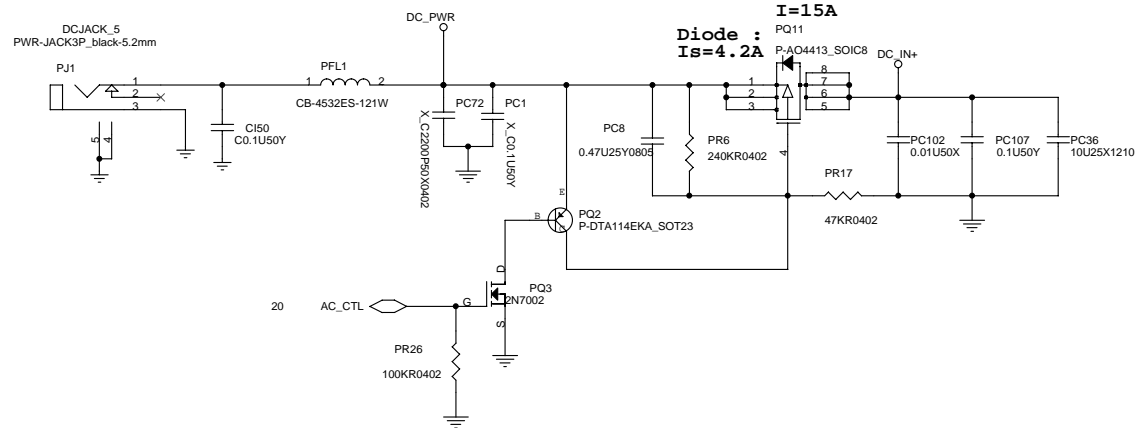 I=15A
Diode :
Is=4.2A
PQ11
P-AO4413_SOIC8
DC_PWR
DC_IN+
DCJACK_5
PWR-JACK3P_black-5.2mm
PJ1
1
2
3
5
4
CI50
C0.1U50Y
PFL1
1
2
CB-4532ES-121W
PC72
X_C2200P50X0402
PC1
X_C0.1U50Y
PC8
0.47U25Y0805
PR6
240KR0402
1
2
3
8
7
6
5
4
PR17
47KR0402
PC102
0.01U50X
PC107
0.1U50Y
PC36
10U25X1210
E
B
C
PQ2
P-DTA114EKA_SOT23
D
G
S
PQ3
2N7002
20
AC_CTL
PR26
100KR0402